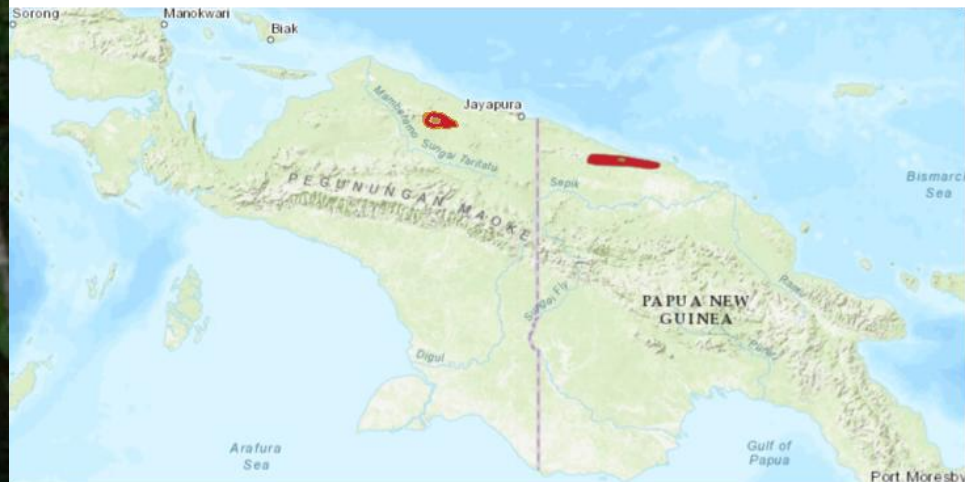 Sorong
Manokwari
Biak
Jayapura
Mamberamo
Sungai Taritatu
Sepik
Bismarck
Sea
PEGUNUNGAN MAOKE
PAPUA NEW
GUINEA
Sungai Fly
Ramu
Purari
Digul
Arafura
Sea
Gulf of
Papua
Port Moresby